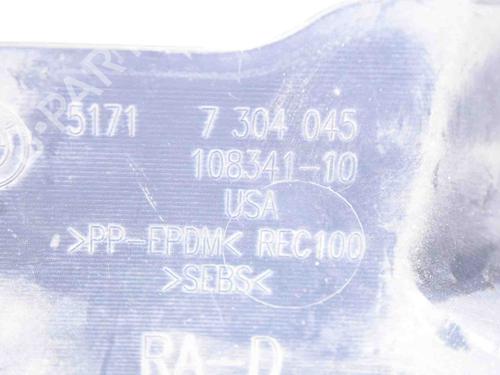 5171 7 304 045
108341-10
USA
>PP-EPDM< REC100
>SEBS<
RA-D